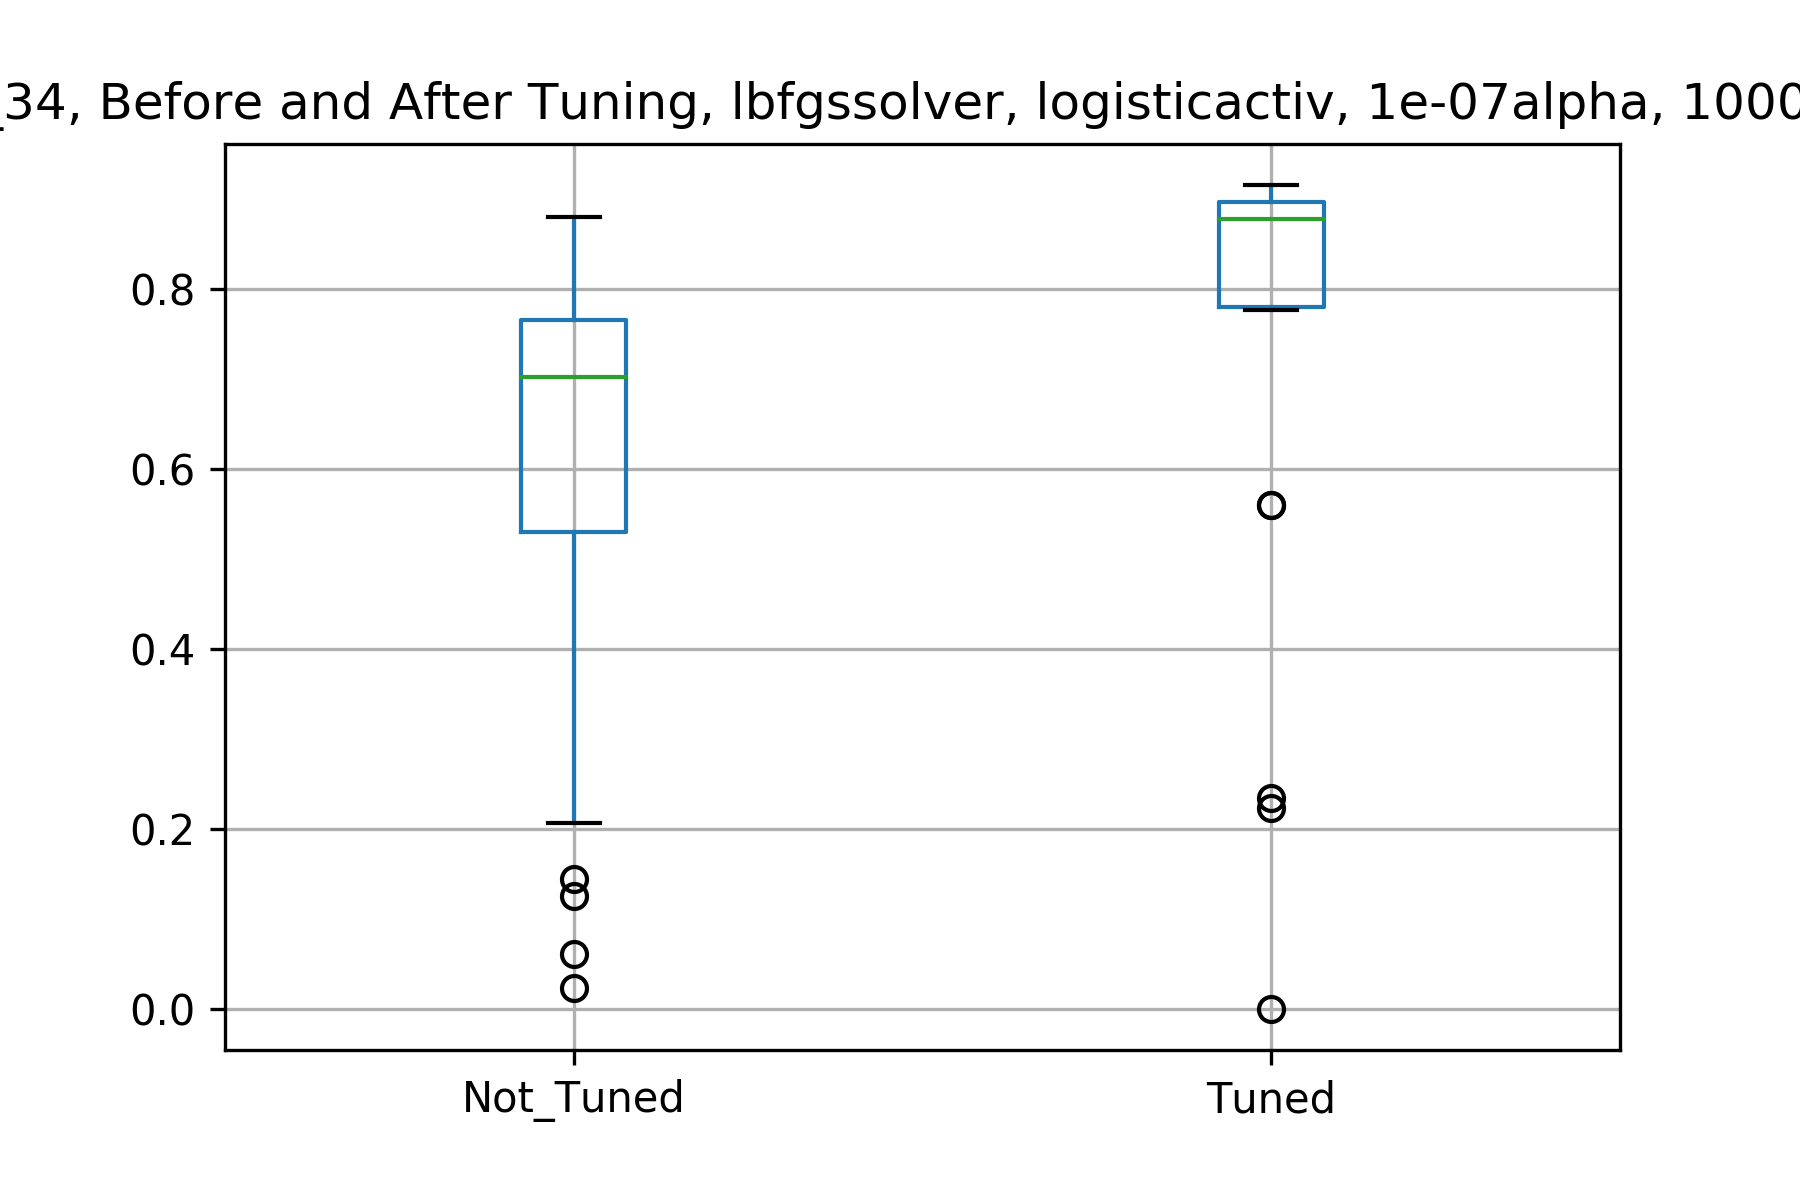 _34, Before and After Tuning, lbfgssolver, logisticactiv, 1e-07alpha, 1000
0.8
0.6
0.4
0.2
0.0
Not_Tuned
Tuned